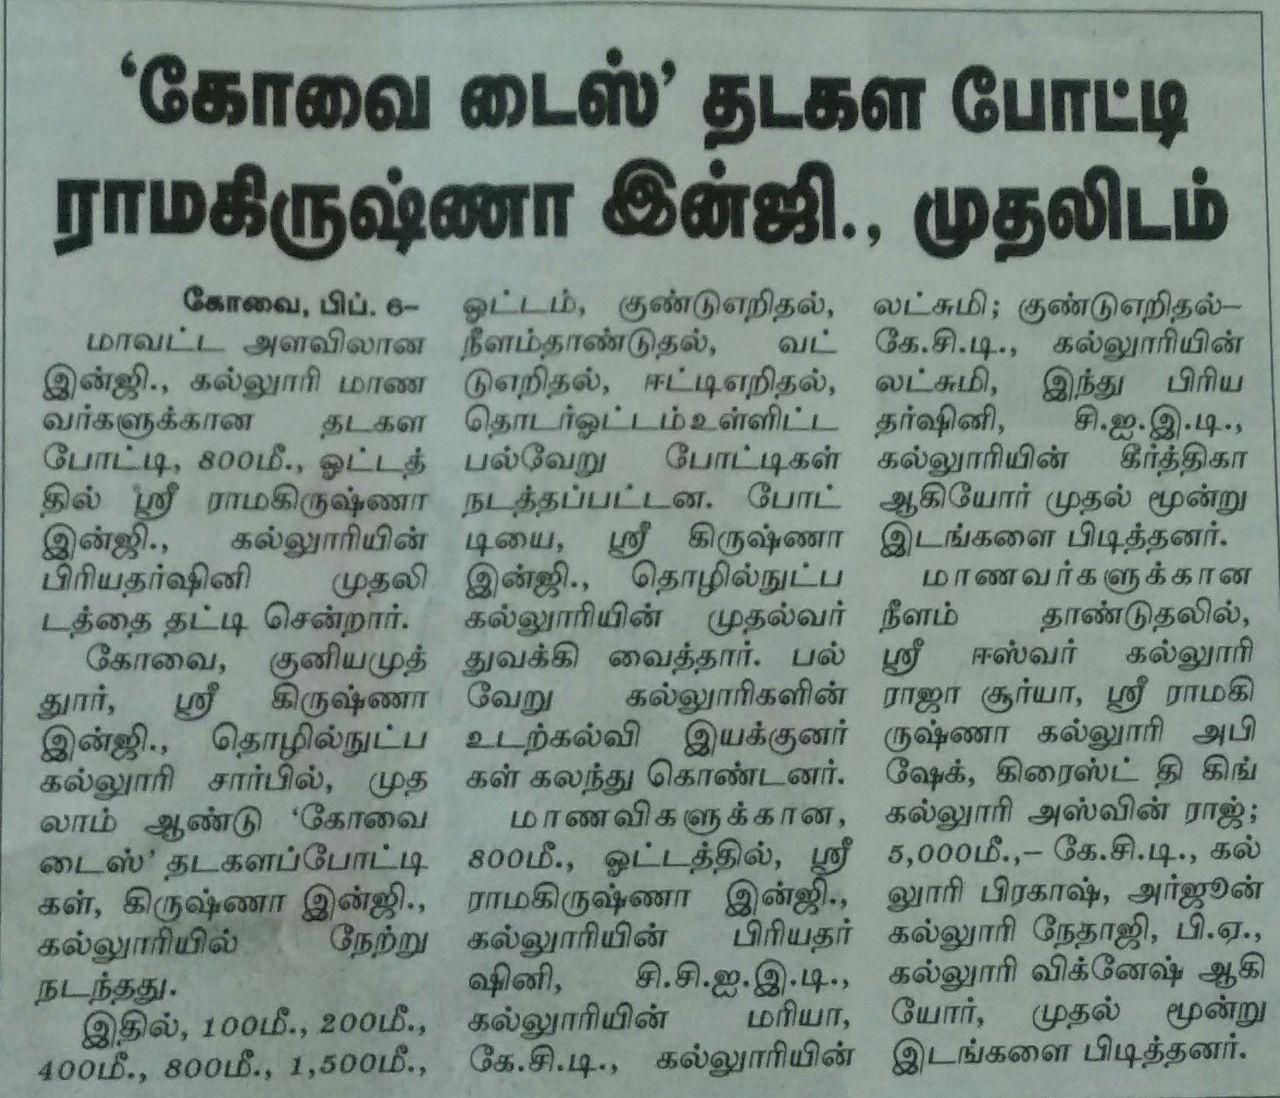 ‘கோவை டைஸ்’ தடகள போட்டி
ராமகிருஷ்ணா இன்ஜி., முதலிடம்
கோவை, பிப். 6–
மாவட்ட அளவிலான
இன்ஜி., கல்லூரி மாண
வர்களுக்கான தடகள
போட்டி, 800மீ., ஓட்டத்
தில் ஸ்ரீ ராமகிருஷ்ணா
இன்ஜி., கல்லூரியின்
பிரியதர்ஷினி முதலி
டத்தை தட்டி சென்றார்.
கோவை, குனியமுத்
தூர், ஸ்ரீ கிருஷ்ணா
இன்ஜி., தொழில்நுட்ப
கல்லூரி சார்பில், முத
லாம் ஆண்டு ‘கோவை
டைஸ்’ தடகளப்போட்டி
கள், கிருஷ்ணா இன்ஜி.,
கல்லூரியில் நேற்று
நடந்தது.
இதில், 100மீ., 200மீ.,
400மீ., 800மீ., 1,500மீ.,
ஓட்டம், குண்டுஎறிதல்,
நீளம்தாண்டுதல், வட்
டுஎறிதல், ஈட்டிஎறிதல்,
தொடர்ஓட்டம்உள்ளிட்ட
பல்வேறு போட்டிகள்
நடத்தப்பட்டன. போட்
டியை, ஸ்ரீ கிருஷ்ணா
இன்ஜி., தொழில்நுட்ப
கல்லூரியின் முதல்வர்
துவக்கி வைத்தார். பல்
வேறு கல்லூரிகளின்
உடற்கல்வி இயக்குனர்
கள் கலந்து கொண்டனர்.
மாணவிகளுக்கான,
800மீ., ஓட்டத்தில், ஸ்ரீ
ராமகிருஷ்ணா இன்ஜி.,
கல்லூரியின் பிரியதர்
ஷினி, சி.சி.ஐ.இ.டி.,
கல்லூரியின் மரியா,
கே.சி.டி., கல்லூரியின்
லட்சுமி; குண்டுஎறிதல்–
கே.சி.டி., கல்லூரியின்
லட்சுமி, இந்து பிரிய
தர்ஷினி, சி.ஐ.இ.டி.,
கல்லூரியின் கீர்த்திகா
ஆகியோர் முதல் மூன்று
இடங்களை பிடித்தனர்.
மாணவர்களுக்கான
நீளம் தாண்டுதலில்,
ஸ்ரீ ஈஸ்வர் கல்லூரி
ராஜா சூர்யா, ஸ்ரீ ராமகி
ருஷ்ணா கல்லூரி அபி
ஷேக், கிரைஸ்ட் தி கிங்
கல்லூரி அஸ்வின் ராஜ்;
5,000மீ.,– கே.சி.டி., கல்
லூரி பிரகாஷ், அர்ஜூன்
கல்லூரி நேதாஜி, பி.ஏ.,
கல்லூரி விக்னேஷ் ஆகி
யோர், முதல் மூன்று
இடங்களை பிடித்தனர்.